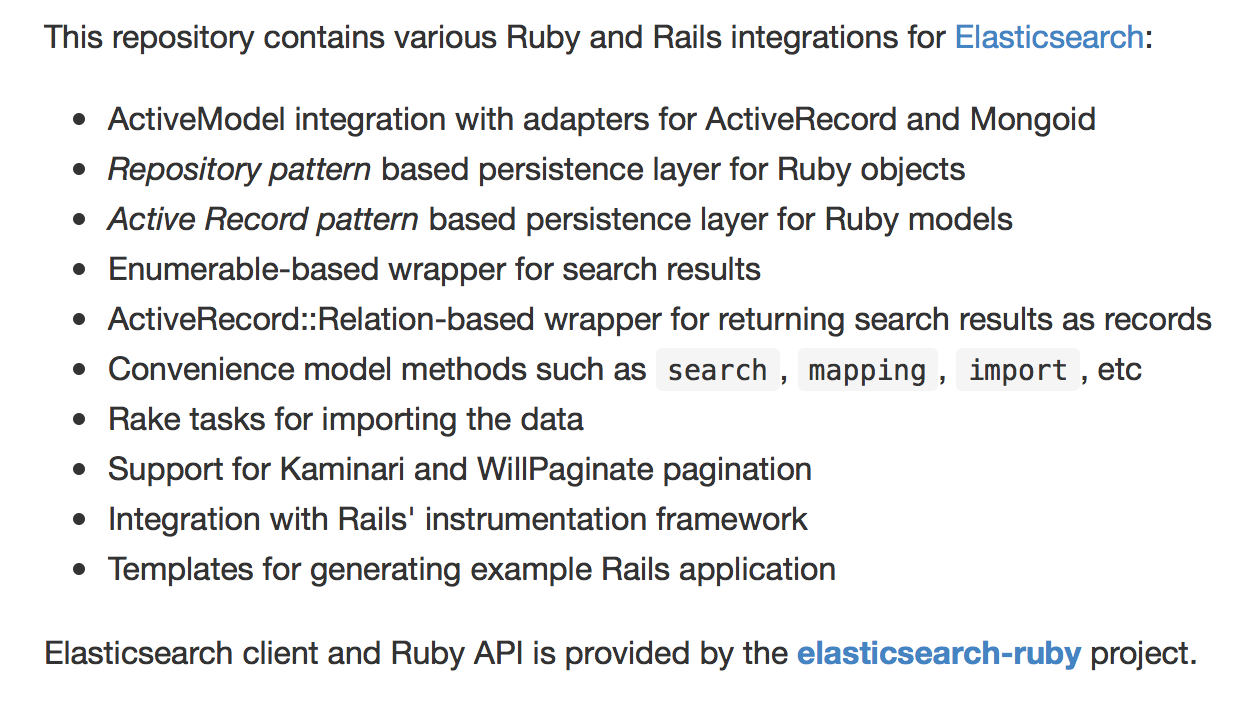 This repository contains various Ruby and Rails integrations for Elasticsearch:
• ActiveModel integration with adapters for ActiveRecord and Mongoid
• Repository pattern based persistence layer for Ruby objects
• Active Record pattern based persistence layer for Ruby models
• Enumerable-based wrapper for search results
• ActiveRecord::Relation-based wrapper for returning search results as records
• Convenience model methods such as search, mapping, import, etc
• Rake tasks for importing the data
• Support for Kaminari and WillPaginate pagination
• Integration with Rails' instrumentation framework
• Templates for generating example Rails application
Elasticsearch client and Ruby API is provided by the elasticsearch-ruby project.